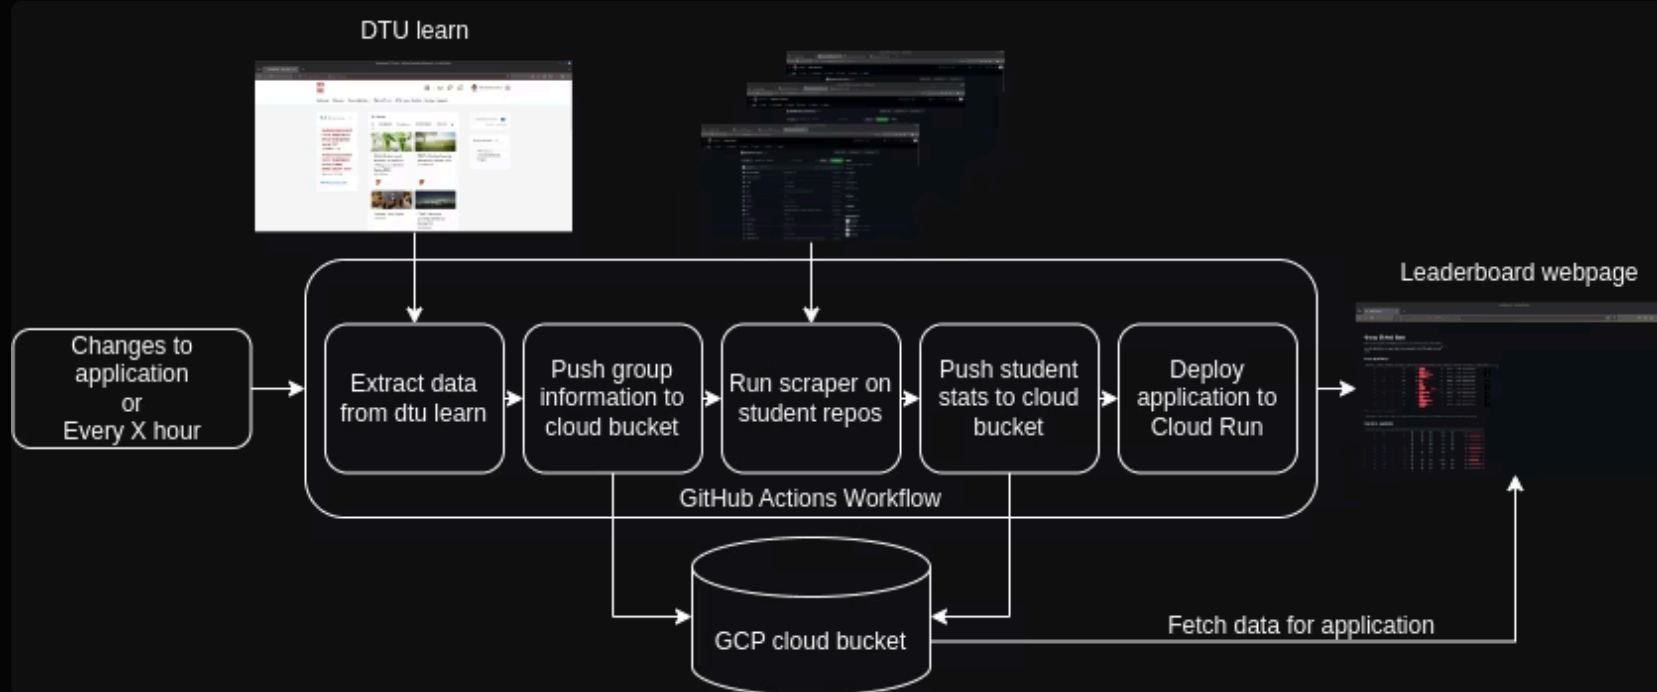 DTU learn
Leaderboard webpage
Changes to
application
or
Every X hour
Extract data
from dtu learn
Push group
information to
cloud bucket
Run scraper on
student repos
Push student
stats to cloud
bucket
Deploy
application to
Cloud Run
GitHub Actions Workflow
GCP cloud bucket
Fetch data for application